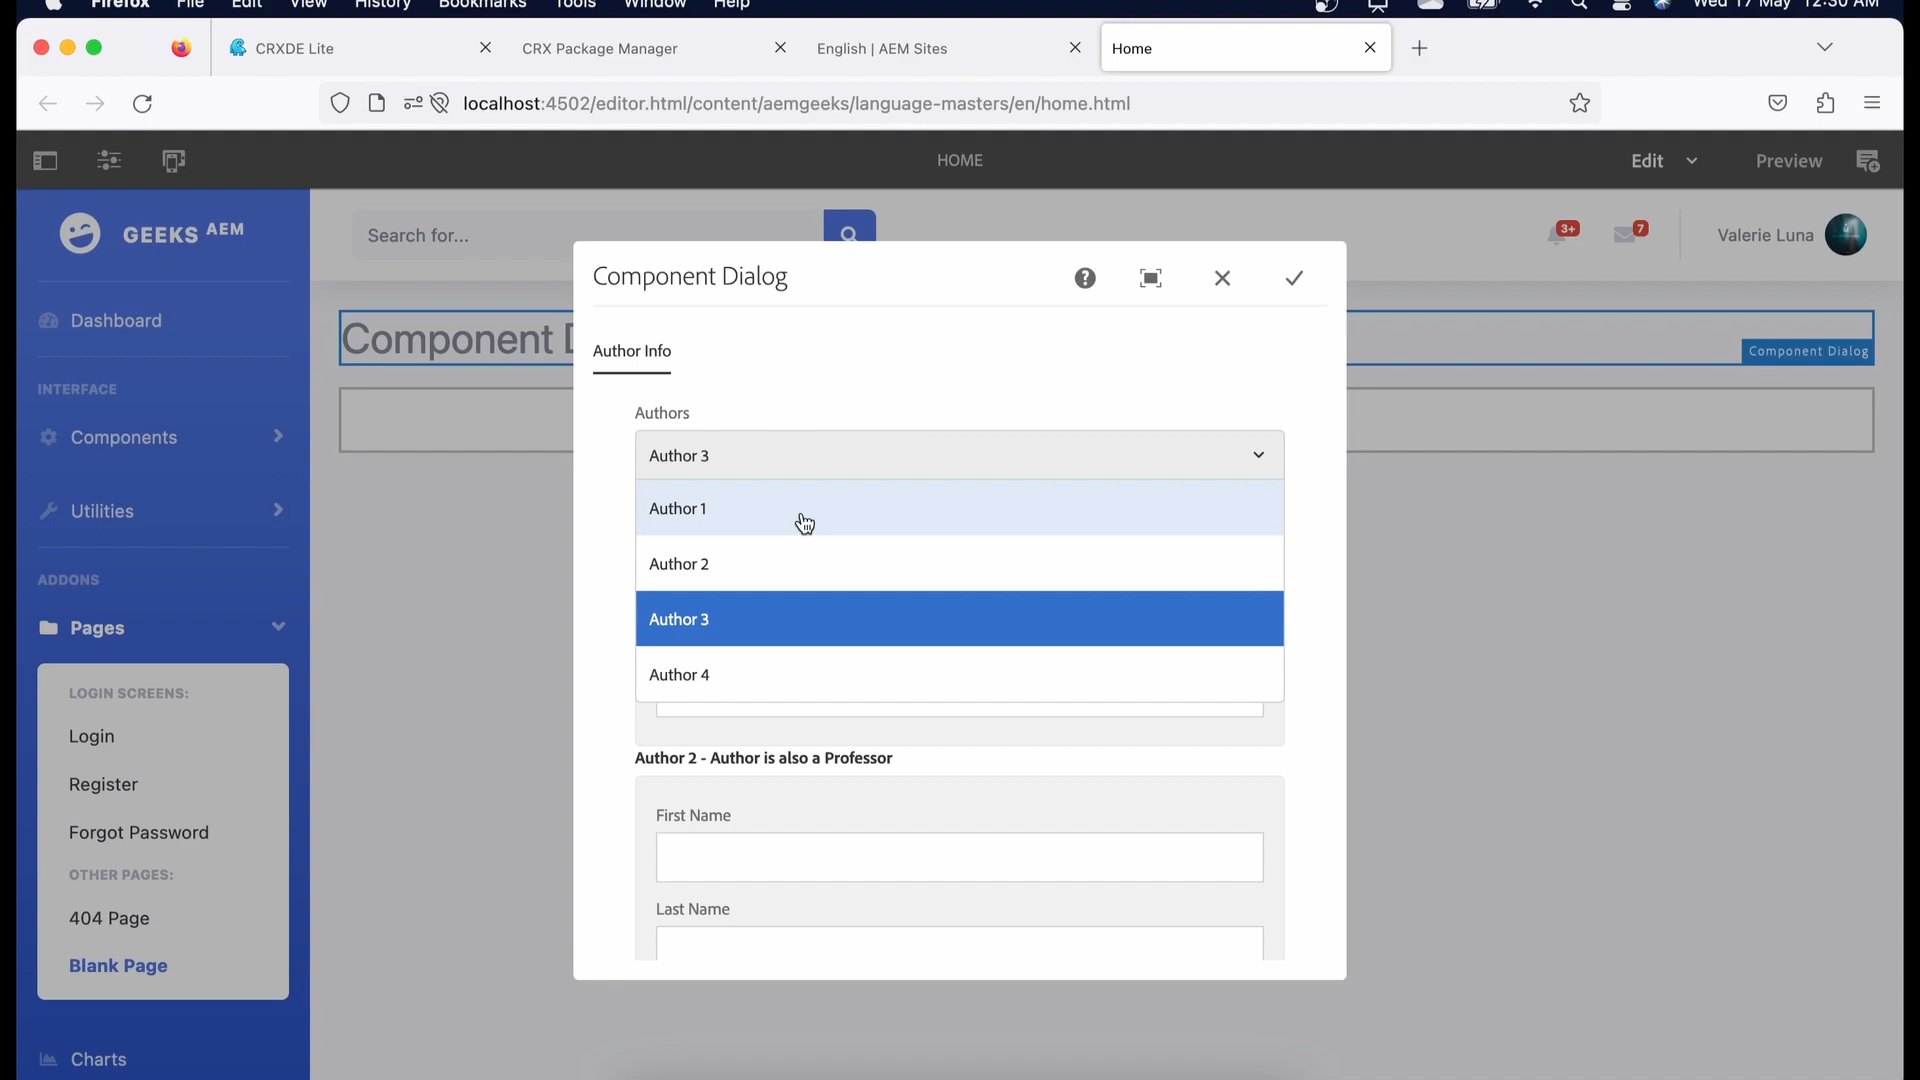 Firefox File Edit View History Bookmarks Tools Window Help Wed 17 May 12:30 AM
CRXDE Lite CRX Package Manager English | AEM Sites Home
localhost:4502/editor.html/content/aemgeeks/language-masters/en/home.html
HOME Edit Preview
GEEKS AEM
Search for...
3+ 7 Valerie Luna
Dashboard
INTERFACE
Components
Utilities
ADDONS
Pages
LOGIN SCREENS:
Login
Register
Forgot Password
OTHER PAGES:
404 Page
Blank Page
Charts
Component D
Component Dialog
Component Dialog
Author Info
Authors
Author 3
Author 1
Author 2
Author 3
Author 4
Author 2 - Author is also a Professor
First Name
Last Name